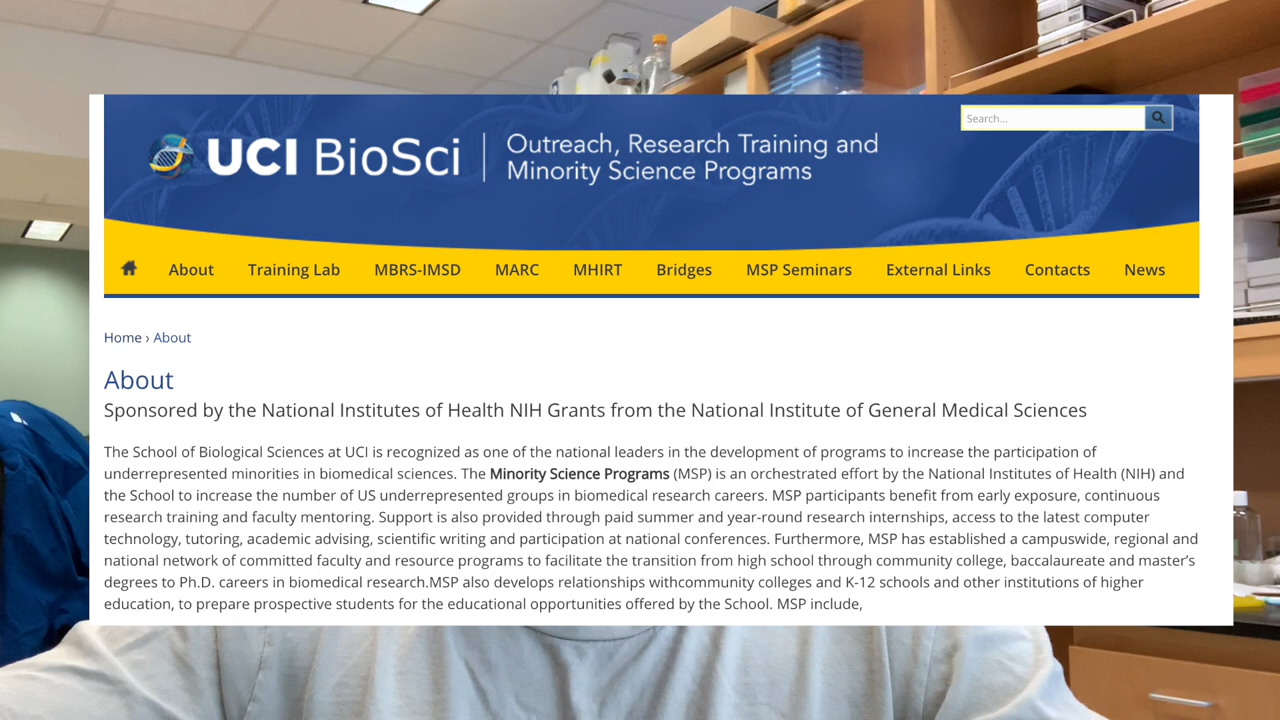 Search...
UCI BioSci
Outreach, Research Training and
Minority Science Programs
About Training Lab MBRS-IMSD MARC MHIRT Bridges MSP Seminars External Links Contacts News
Home › About
About
Sponsored by the National Institutes of Health NIH Grants from the National Institute of General Medical Sciences
The School of Biological Sciences at UCI is recognized as one of the national leaders in the development of programs to increase the participation of
underrepresented minorities in biomedical sciences. The Minority Science Programs (MSP) is an orchestrated effort by the National Institutes of Health (NIH) and
the School to increase the number of US underrepresented groups in biomedical research careers. MSP participants benefit from early exposure, continuous
research training and faculty mentoring. Support is also provided through paid summer and year-round research internships, access to the latest computer
technology, tutoring, academic advising, scientific writing and participation at national conferences. Furthermore, MSP has established a campuswide, regional and
national network of committed faculty and resource programs to facilitate the transition from high school through community college, baccalaureate and master’s
degrees to Ph.D. careers in biomedical research.MSP also develops relationships withcommunity colleges and K-12 schools and other institutions of higher
education, to prepare prospective students for the educational opportunities offered by the School. MSP include,